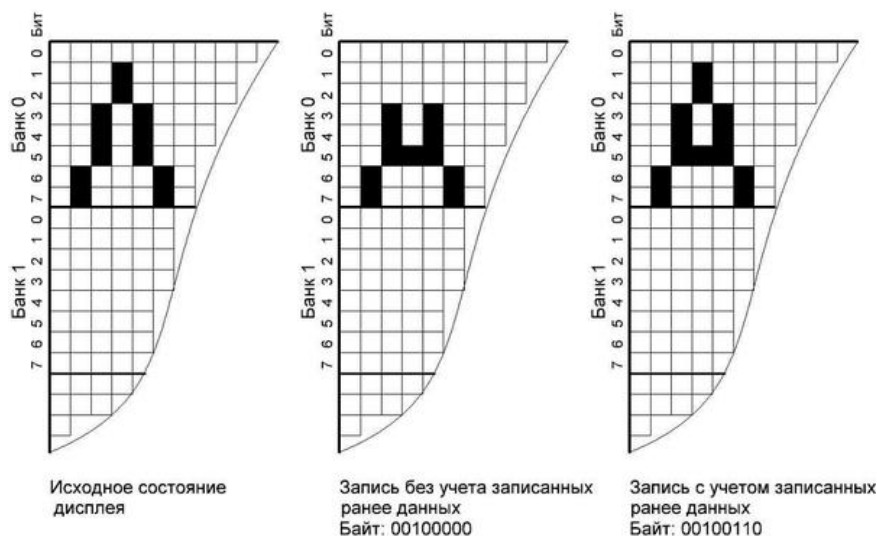 Бит
0
1
2
3
4
5
6
7
Банк 0
0
1
2
3
4
5
6
7
Банк 1
Исходное состояние
дисплея
Бит
0
1
2
3
4
5
6
7
Банк 0
0
1
2
3
4
5
6
7
Банк 1
Запись без учета записанных
ранее данных
Байт: 00100000
Бит
0
1
2
3
4
5
6
7
Банк 0
0
1
2
3
4
5
6
7
Банк 1
Запись с учетом записанных
ранее данных
Байт: 00100110